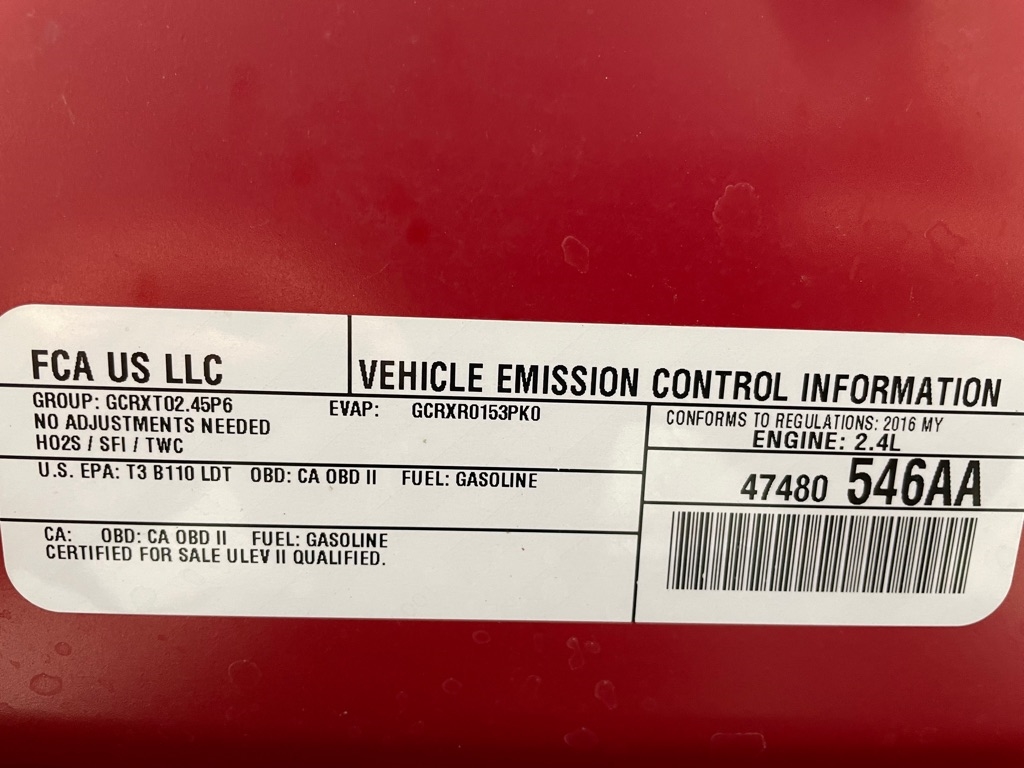 FCA US LLC
VEHICLE EMISSION CONTROL INFORMATION
GROUP: GCRXT02.45P6 EVAP: GCRXR0153PK0
NO ADJUSTMENTS NEEDED
HO2S / SFI / TWC
CONFORMS TO REGULATIONS: 2016 MY
ENGINE: 2.4L
U.S. EPA: T3 B110 LDT OBD: CA OBD II FUEL: GASOLINE
47480 546AA
CA: OBD: CA OBD II FUEL: GASOLINE
CERTIFIED FOR SALE ULEV II QUALIFIED.